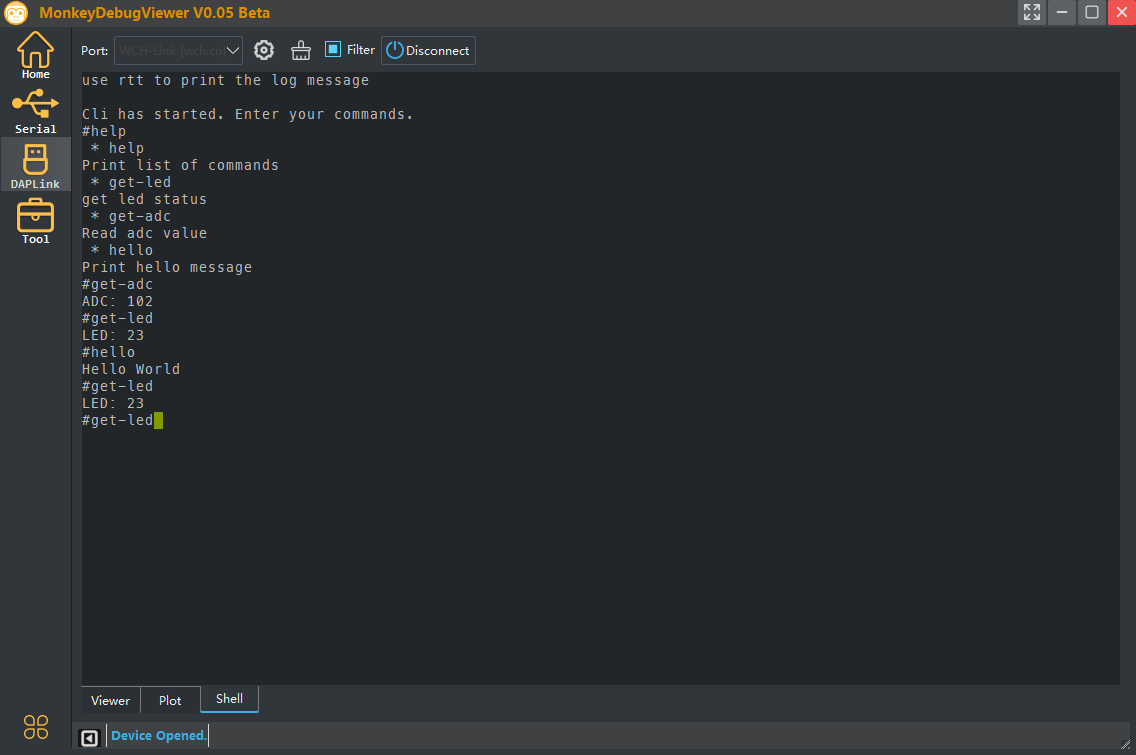 MonkeyDebugViewer V0.05 Beta
Home
Serial
DAPLink
Tool
Port: WCH-Link [wch.cn] Filter Disconnect
use rtt to print the log message
Cli has started. Enter your commands.
#help
 * help
Print list of commands
 * get-led
get led status
 * get-adc
Read adc value
 * hello
Print hello message
#get-adc
ADC: 102
#get-led
LED: 23
#hello
Hello World
#get-led
LED: 23
#get-led
Viewer Plot Shell
Device Opened.